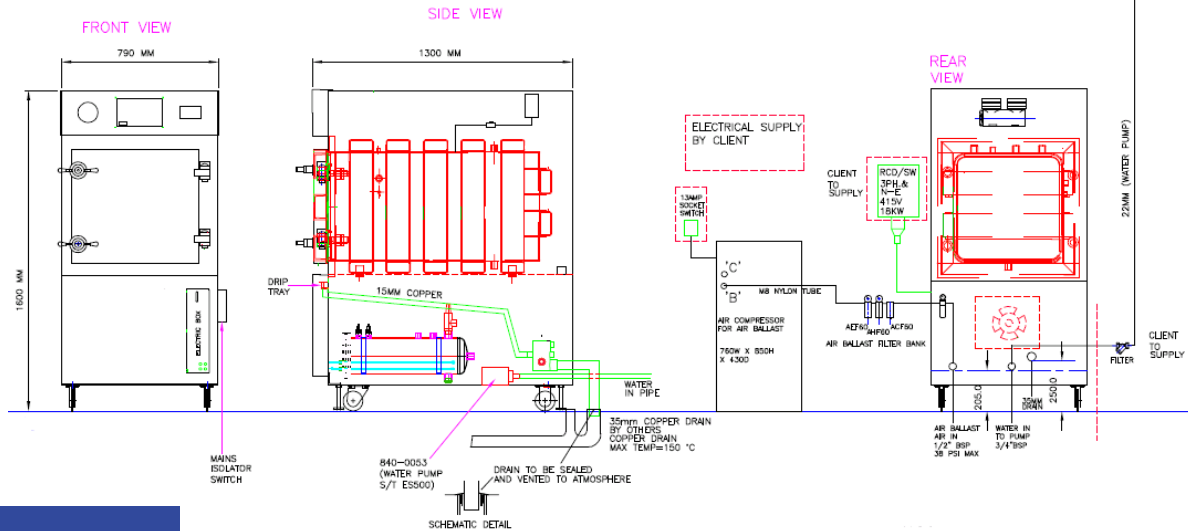 FRONT VIEW
790 MM
1600 MM
ELECTRIC BOX
MAINS
ISOLATOR
SWITCH
SIDE VIEW
1300 MM
DRIP
TRAY
15MM COPPER
WATER
IN PIPE
840-0053
(WATER PUMP
S/T ES500)
35mm COPPER DRAIN
BY OTHERS
COPPER DRAIN
MAX TEMP=150 °C
DRAIN TO BE SEALED
AND VENTED TO ATMOSPHERE
SCHEMATIC DETAIL
ELECTRICAL SUPPLY
BY CLIENT
13AMP
SOCKET
SWITCH
'C'
'B'
M8 NYLON TUBE
AIR COMPRESSOR
FOR AIR BALLAST
760W X 850H
X 4300
AEF60
AHF60
ACF60
AIR BALLAST FILTER BANK
REAR
VIEW
CLIENT
TO
SUPPLY
RCD/SW
3PH.&
N-E
415V
18KW
22MM (WATER PUMP)
CLIENT
TO
SUPPLY
FILTER
205.0
35MM
DRAIN
250.0
AIR BALLAST
AIR IN
1/2" BSP
38 PSI MAX
WATER IN
TO PUMP
3/4"BSP